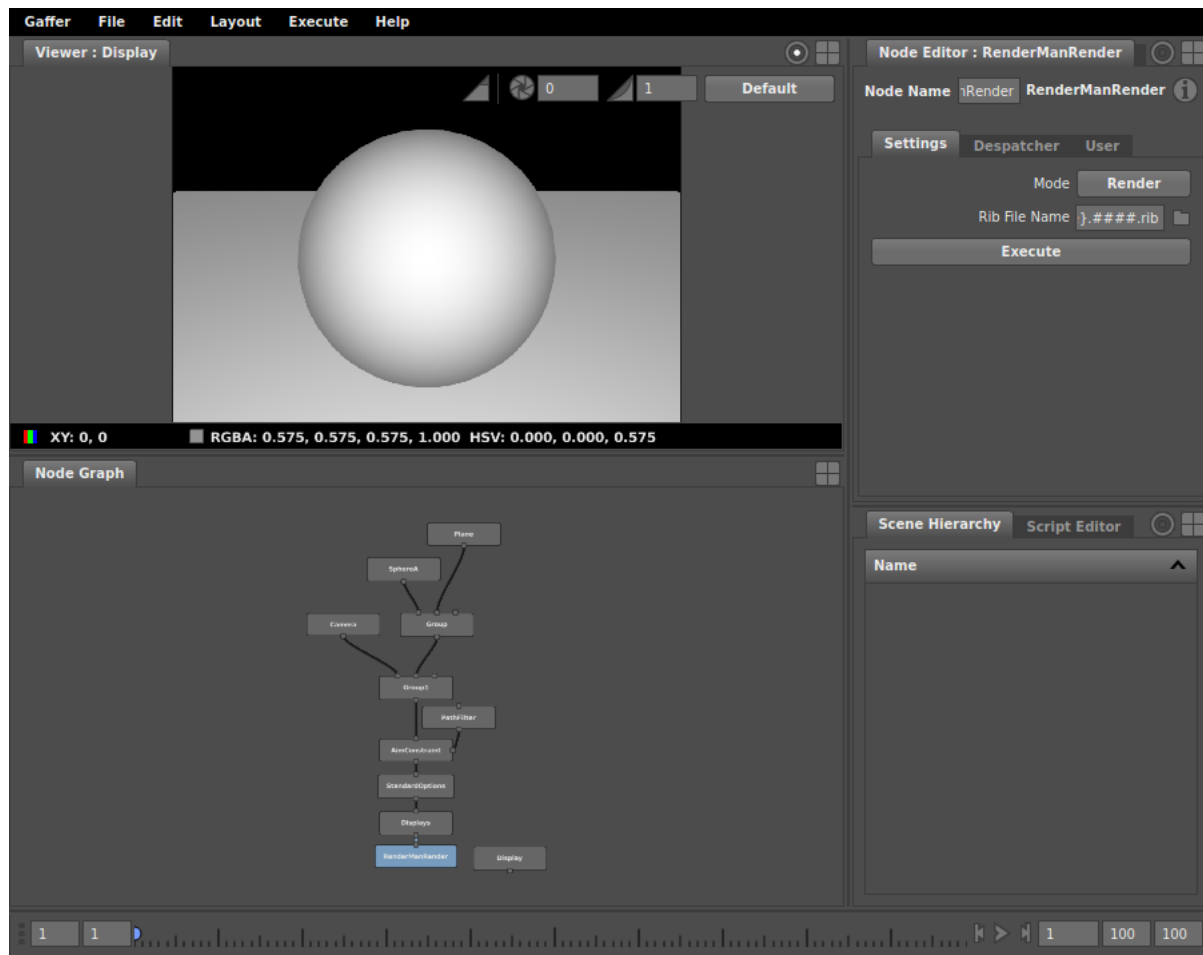 Gaffer File Edit Layout Execute Help
Viewer : Display
0 1 Default
XY: 0, 0 RGBA: 0.575, 0.575, 0.575, 1.000 HSV: 0.000, 0.000, 0.575
Node Graph
Plane
SphereA
Camera
Group
Group1
PathFilter
AimConstraint
StandardOptions
Displays
RenderManRender
Display
Node Editor : RenderManRender
Node Name RenderManRender
Settings Despatcher User
Mode Render
Rib File Name }.####.rib
Execute
Scene Hierarchy Script Editor
Name
1 1 1 100 100